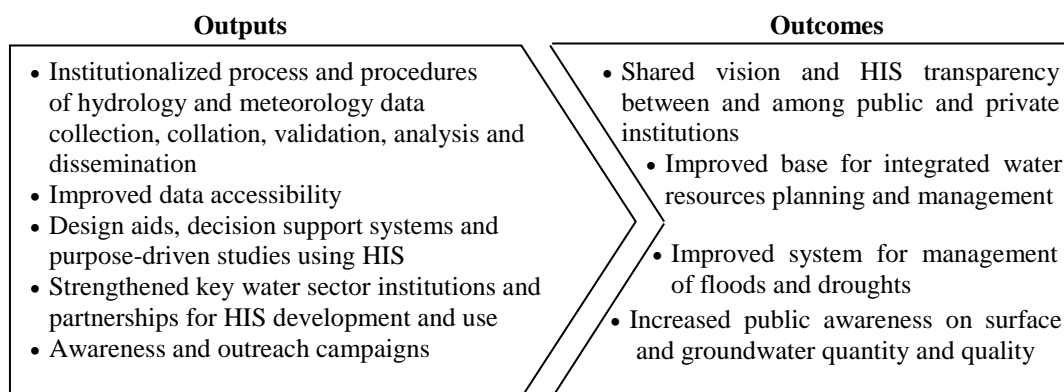 Outputs
• Institutionalized process and procedures
of hydrology and meteorology data
collection, collation, validation, analysis and
dissemination
• Improved data accessibility
• Design aids, decision support systems and
purpose-driven studies using HIS
• Strengthened key water sector institutions and
partnerships for HIS development and use
• Awareness and outreach campaigns
Outcomes
• Shared vision and HIS transparency
between and among public and private
institutions
• Improved base for integrated water
resources planning and management
• Improved system for management
of floods and droughts
• Increased public awareness on surface
and groundwater quantity and quality